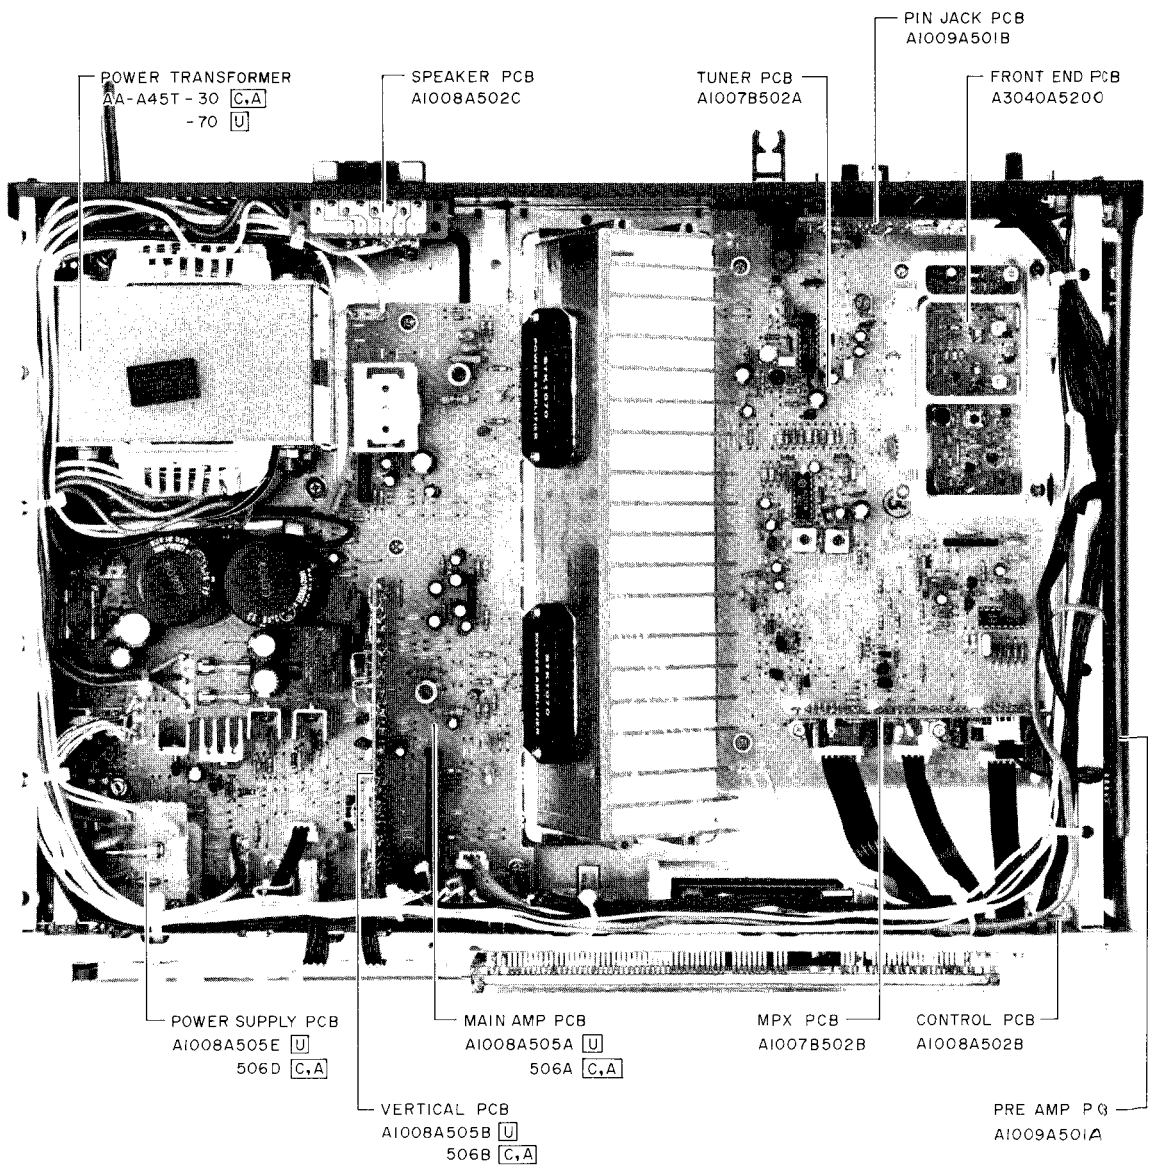 PIN JACK PCB
A1009A501B
POWER TRANSFORMER
AA-A45T-30 C,A
-70 U
SPEAKER PCB
A1008A502C
TUNER PCB
A1007B502A
FRONT END PCB
A3040A5200
POWER SUPPLY PCB
A1008A505E U
506D C,A
MAIN AMP PCB
A1008A505A U
506A C,A
MPX PCB
A1007B502B
CONTROL PCB
A1008A502B
VERTICAL PCB
A1008A505B U
506B C,A
PRE AMP PCB
A1009A501A